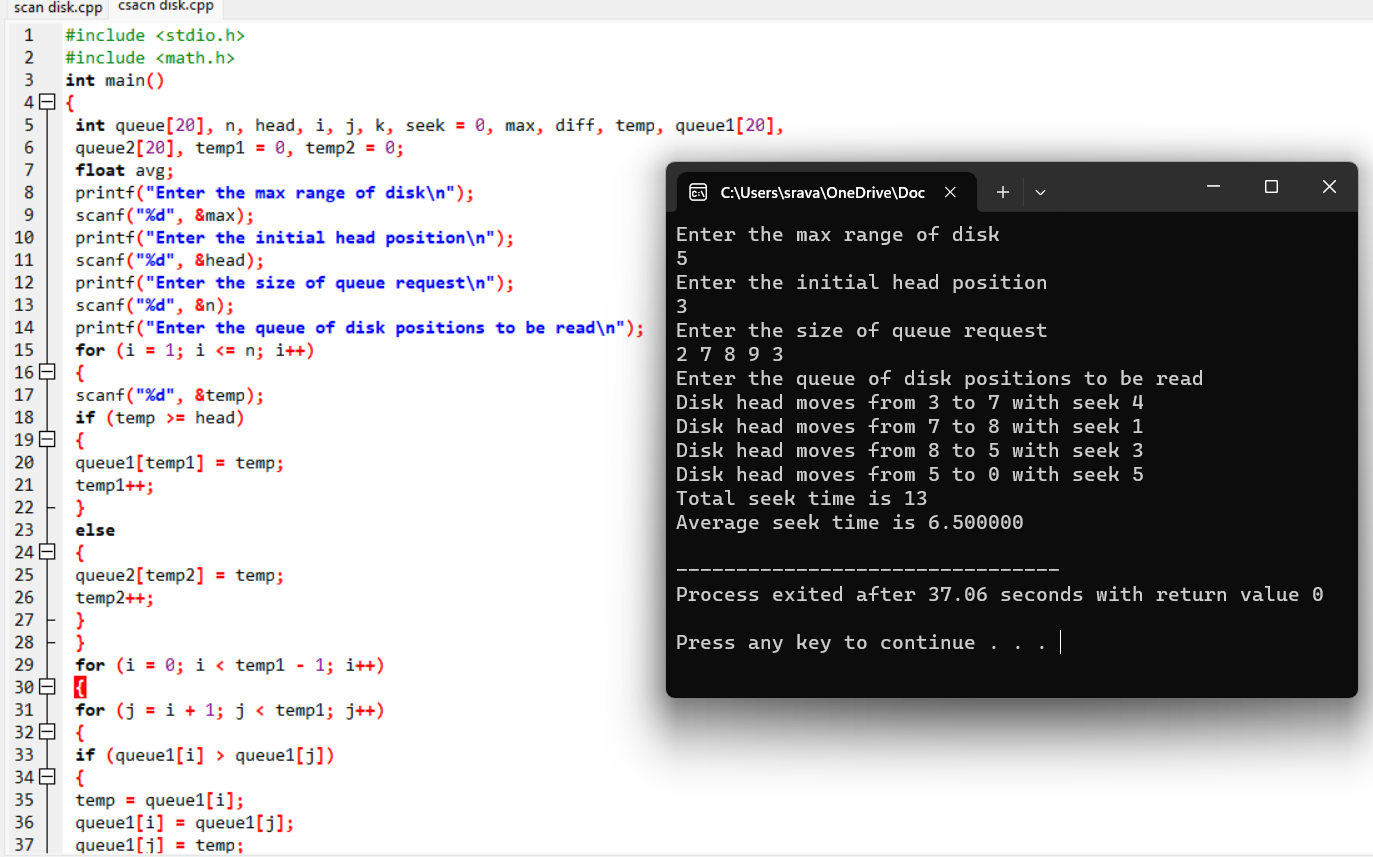 scan disk.cpp csacn disk.cpp
1 #include <stdio.h>
2 #include <math.h>
3 int main()
4 {
5 int queue[20], n, head, i, j, k, seek = 0, max, diff, temp, queue1[20],
6 queue2[20], temp1 = 0, temp2 = 0;
7 float avg;
8 printf("Enter the max range of disk\n");
9 scanf("%d", &max);
10 printf("Enter the initial head position\n");
11 scanf("%d", &head);
12 printf("Enter the size of queue request\n");
13 scanf("%d", &n);
14 printf("Enter the queue of disk positions to be read\n");
15 for (i = 1; i <= n; i++)
16 {
17 scanf("%d", &temp);
18 if (temp >= head)
19 {
20 queue1[temp1] = temp;
21 temp1++;
22 }
23 else
24 {
25 queue2[temp2] = temp;
26 temp2++;
27 }
28 }
29 for (i = 0; i < temp1 - 1; i++)
30 {
31 for (j = i + 1; j < temp1; j++)
32 {
33 if (queue1[i] > queue1[j])
34 {
35 temp = queue1[i];
36 queue1[i] = queue1[j];
37 queue1[j] = temp;
C:\Users\srava\OneDrive\Doc
Enter the max range of disk
5
Enter the initial head position
3
Enter the size of queue request
2 7 8 9 3
Enter the queue of disk positions to be read
Disk head moves from 3 to 7 with seek 4
Disk head moves from 7 to 8 with seek 1
Disk head moves from 8 to 5 with seek 3
Disk head moves from 5 to 0 with seek 5
Total seek time is 13
Average seek time is 6.500000
--------------------------------
Process exited after 37.06 seconds with return value 0
Press any key to continue . . .